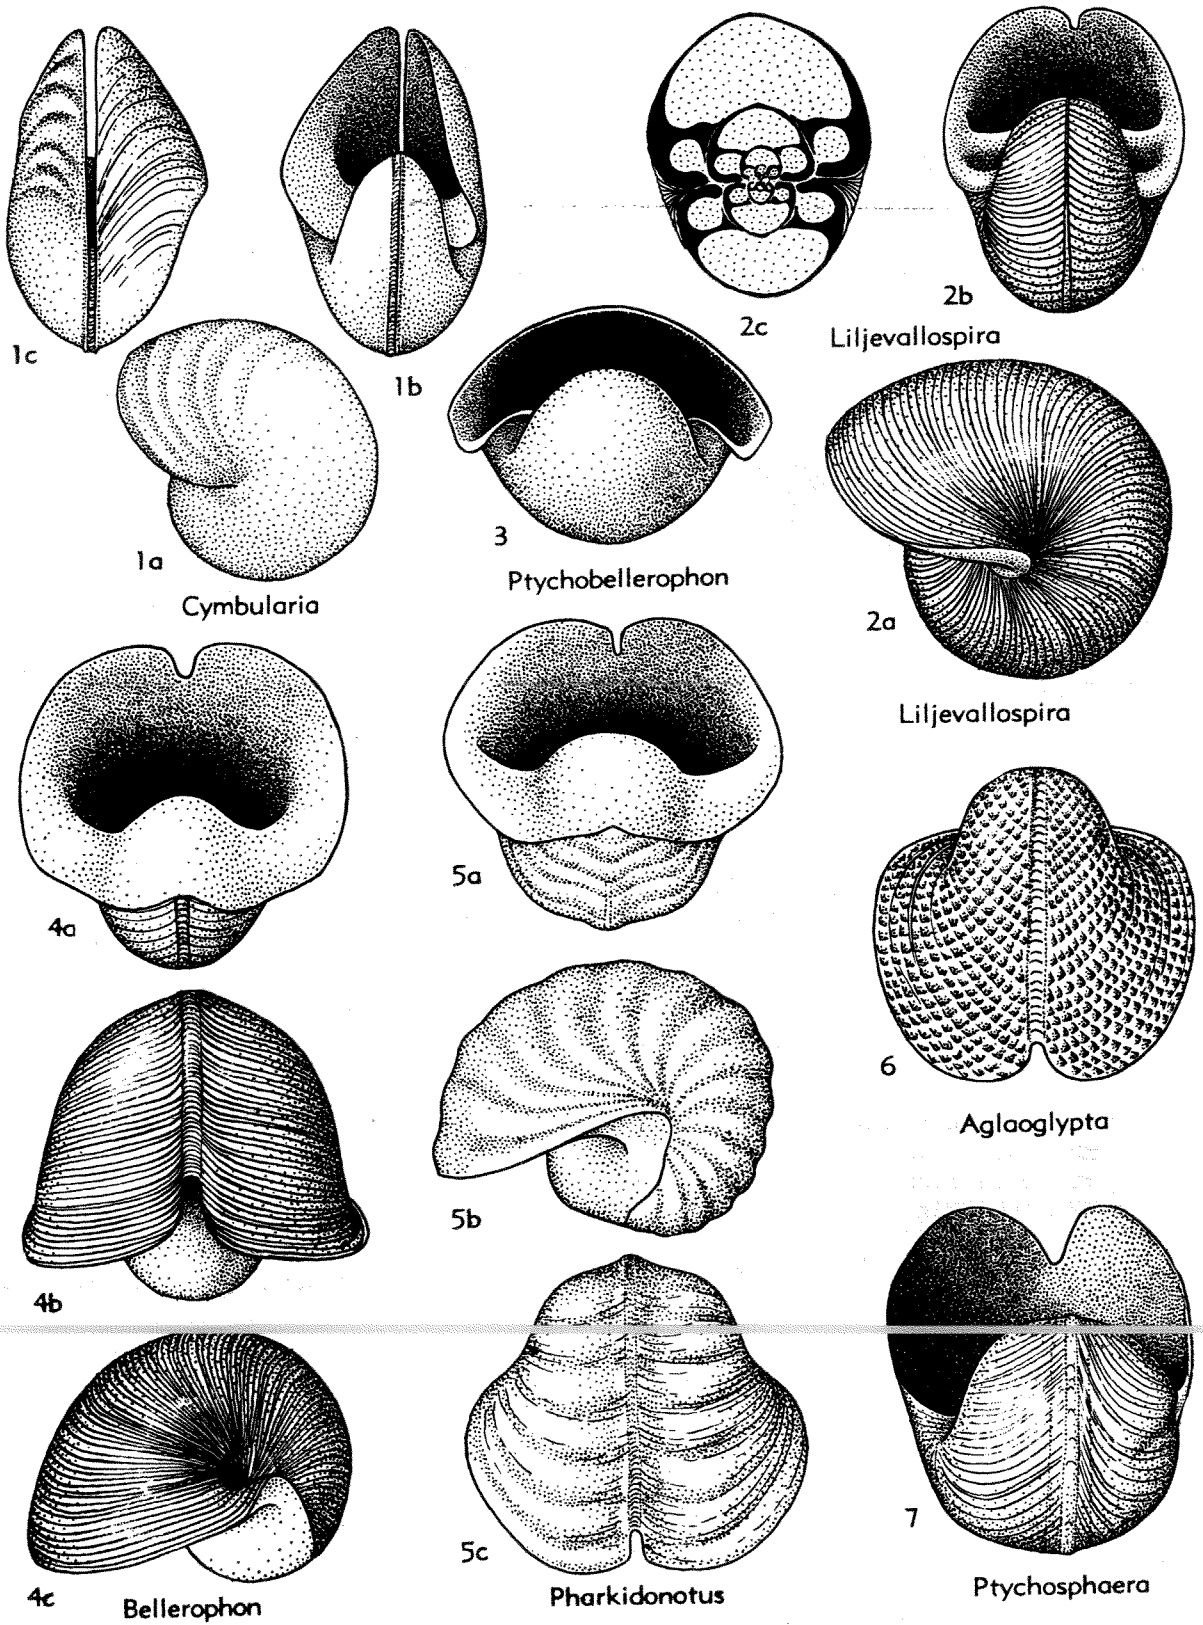 1c
1b
2c
2b
Liljevallospira
1a
Cymbularia
3
Ptychobellerophon
2a
Liljevallospira
4a
5a
6
Aglaoglypta
4b
5b
4c
Bellerophon
5c
Pharkidonotus
7
Ptychosphaera